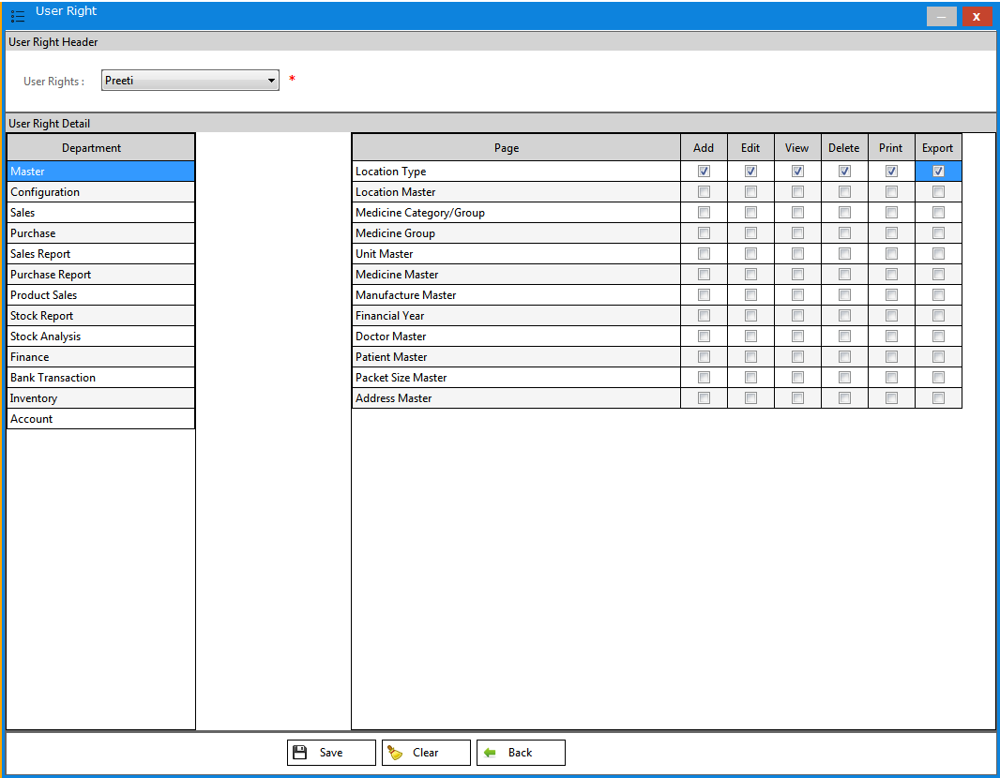 User Right
X
User Right Header
User Rights :
Preeti
*
User Right Detail
Department
Master
Configuration
Sales
Purchase
Sales Report
Purchase Report
Product Sales
Stock Report
Stock Analysis
Finance
Bank Transaction
Inventory
Account
Page Add Edit View Delete Print Export
Location Type
Location Master
Medicine Category/Group
Medicine Group
Unit Master
Medicine Master
Manufacture Master
Financial Year
Doctor Master
Patient Master
Packet Size Master
Address Master
Save
Clear
Back